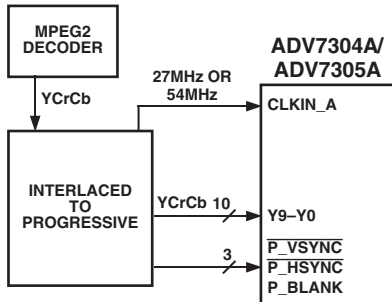 MPEG2
DECODER
YCrCb
27MHz OR
54MHz
INTERLACED
TO
PROGRESSIVE
YCrCb 10
3
ADV7304A/
ADV7305A
CLKIN_A
Y9–Y0
P_VSYNC
P_HSYNC
P_BLANK